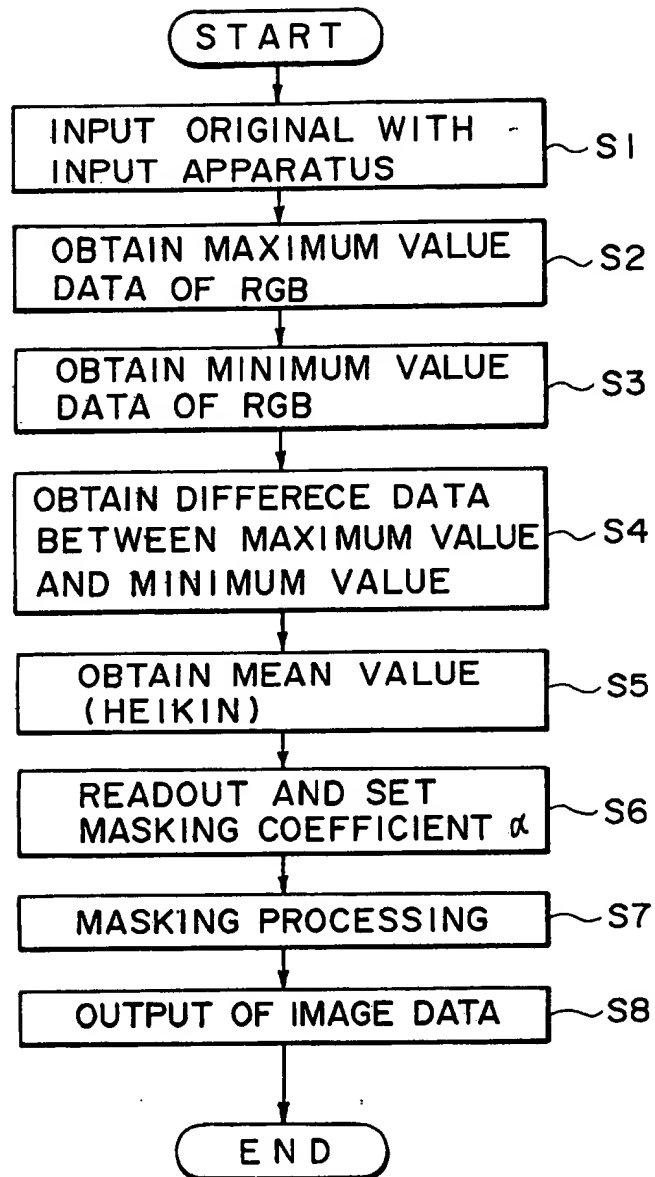 START
INPUT ORIGINAL WITH
INPUT APPARATUS
S1
OBTAIN MAXIMUM VALUE
DATA OF RGB
S2
OBTAIN MINIMUM VALUE
DATA OF RGB
S3
OBTAIN DIFFERECE DATA
BETWEEN MAXIMUM VALUE
AND MINIMUM VALUE
S4
OBTAIN MEAN VALUE
(HEIKIN)
S5
READOUT AND SET
MASKING COEFFICIENT α
S6
MASKING PROCESSING
S7
OUTPUT OF IMAGE DATA
S8
END